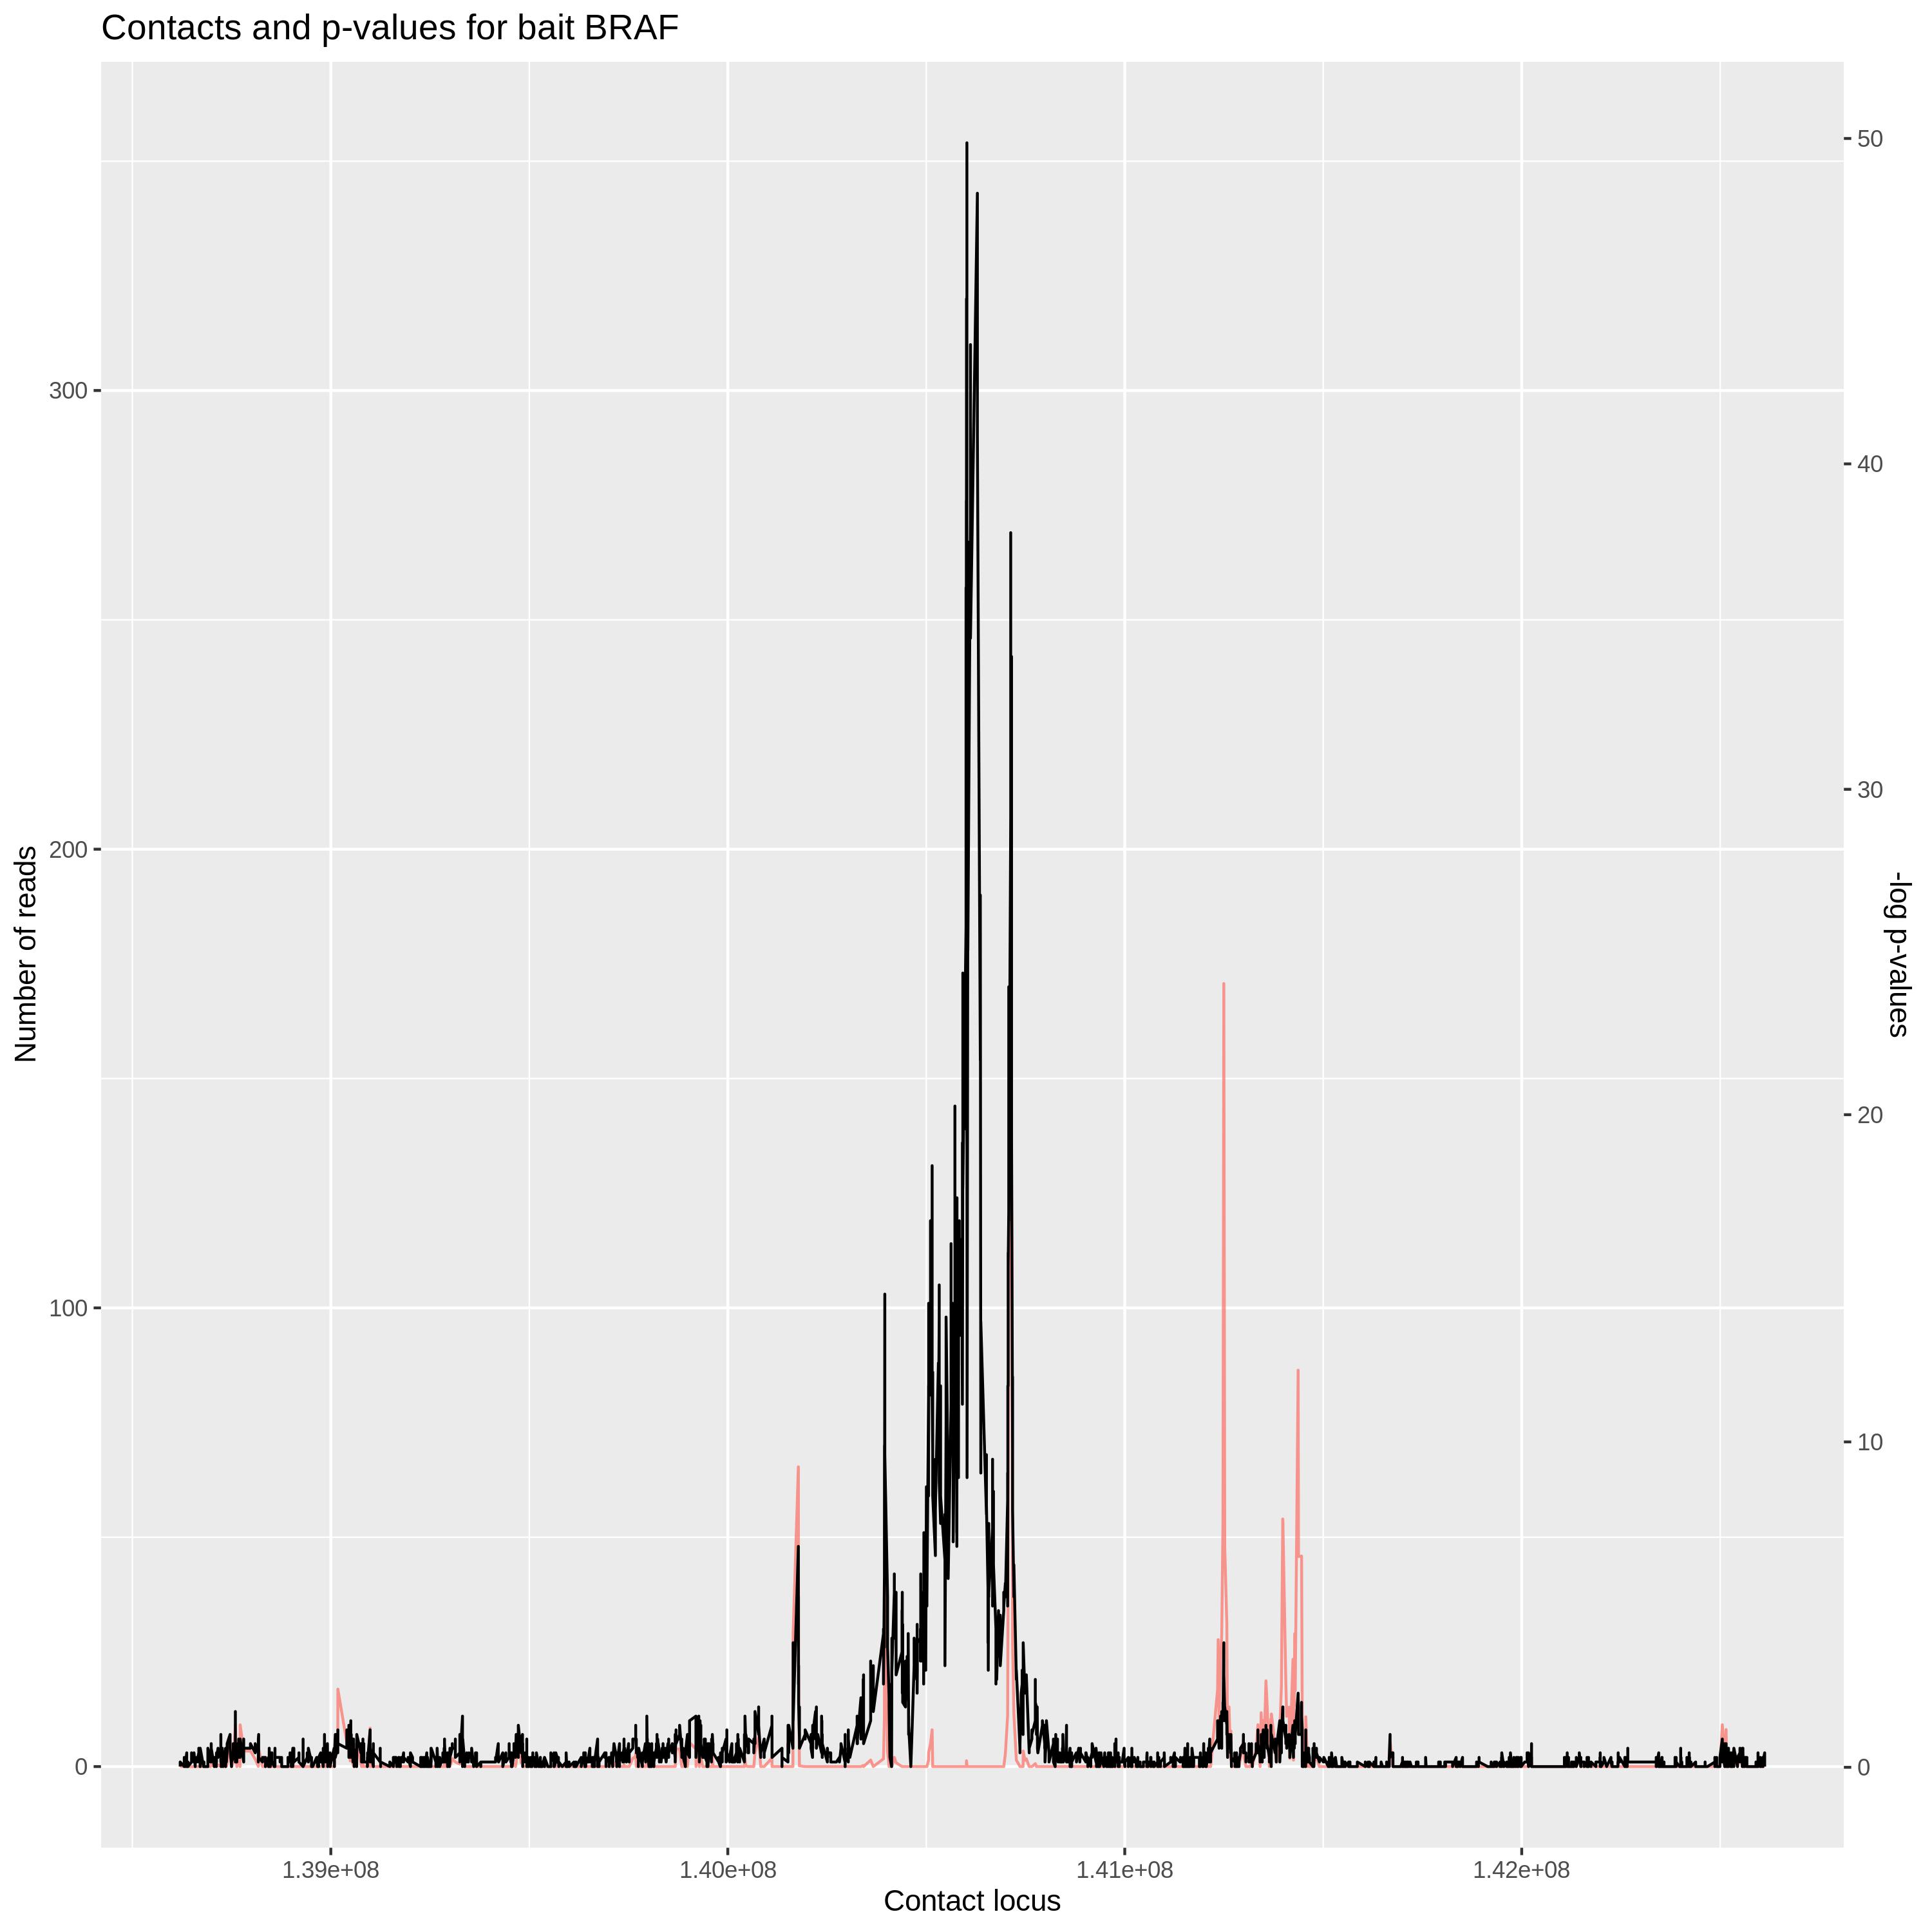 Contacts and p-values for bait BRAF
Number of reads
300
200
100
0
50
40
30
20
10
0
-log p-values
1.39e+08
1.40e+08
1.41e+08
1.42e+08
Contact locus